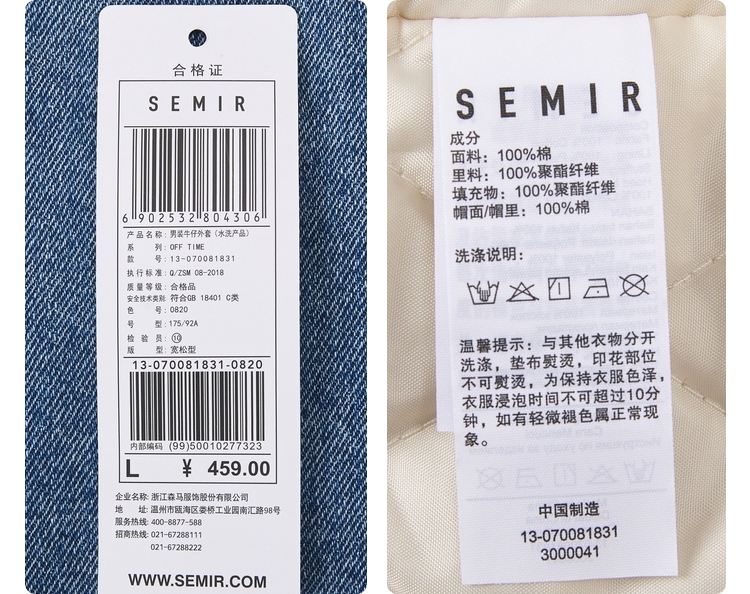 合格证
SEMIR
6 902532 804306
产品名称: 男装牛仔外套 (水洗产品)
系 列: OFF TIME
款 号: 13-070081831
执行标准: Q/ZSM 08-2018
质量等级: 合格品
安全技术类别: 符合GB 18401 C类
色 号: 0820
号 型: 175/92A
检 验 员: ⑩
版 型: 宽松型
13-070081831-0820
内部编码 (99)50010277323
L ¥ 459.00
企业名称: 浙江森马服饰股份有限公司
地 址: 温州市瓯海区娄桥工业园南汇路98号
服务热线: 400-8877-588
招商热线: 021-67287111
021-67288222
WWW.SEMIR.COM
SEMIR
成分
面料: 100%棉
里料: 100%聚酯纤维
填充物: 100%聚酯纤维
帽面/帽里: 100%棉
洗涤说明:
温馨提示: 与其他衣物分开
洗涤, 垫布熨烫, 印花部位
不可熨烫, 为保持衣服色泽,
衣服浸泡时间不可超过10分
钟, 如有轻微褪色属正常现
象。
中国制造
13-070081831
3000041